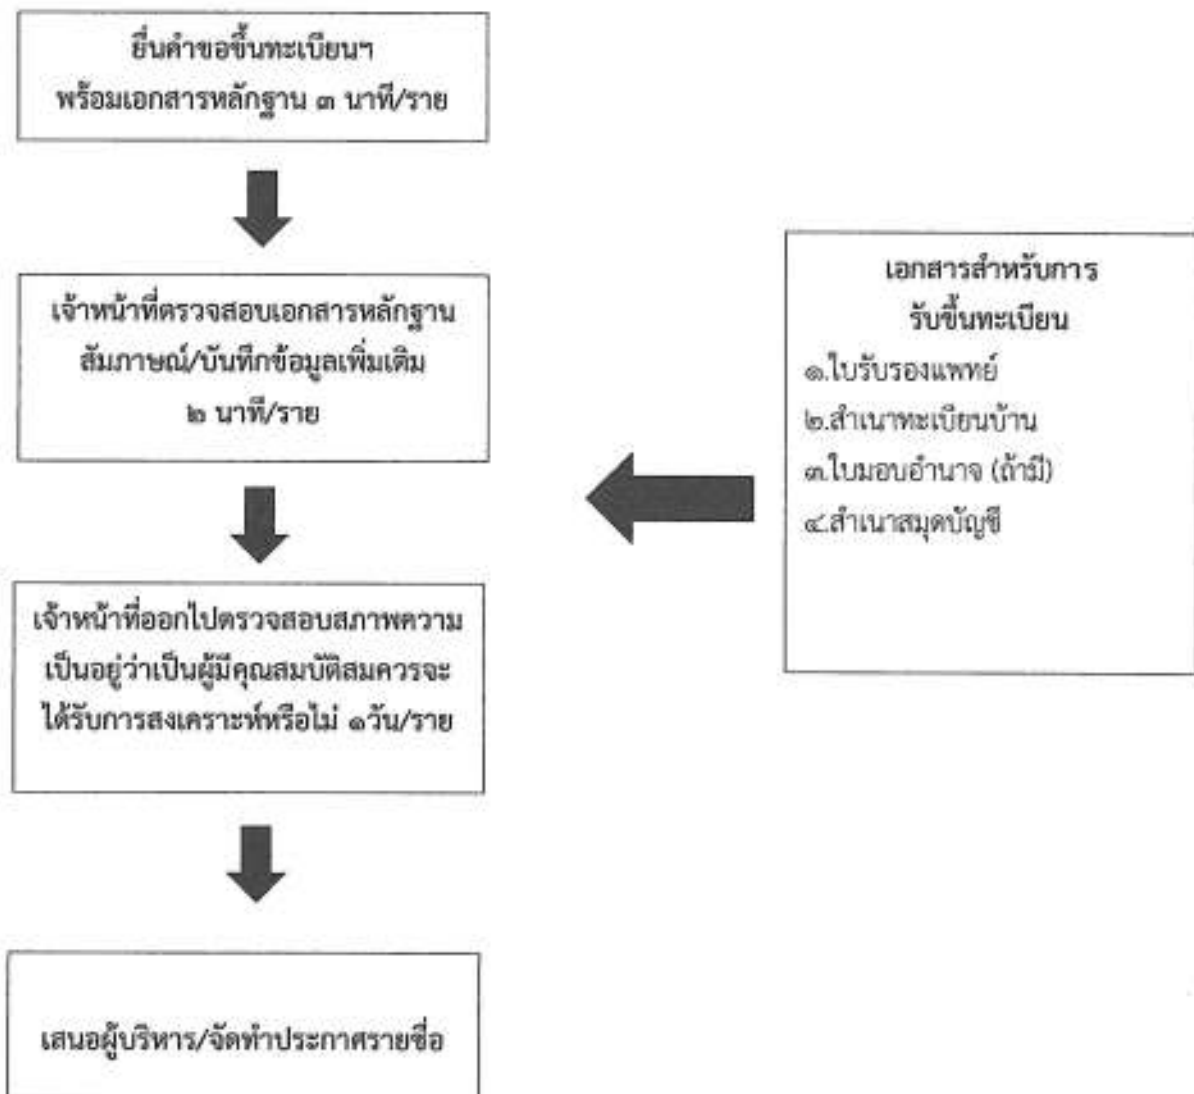 ยื่นคำขอขึ้นทะเบียนฯ
พร้อมเอกสารหลักฐาน ๓ นาที/ราย
เจ้าหน้าที่ตรวจสอบเอกสารหลักฐาน
สัมภาษณ์/บันทึกข้อมูลเพิ่มเติม
๒ นาที/ราย
เจ้าหน้าที่ออกไปตรวจสอบสภาพความ
เป็นอยู่ว่าเป็นผู้มีคุณสมบัติสมควรจะ
ได้รับการสงเคราะห์หรือไม่ ๑วัน/ราย
เสนอผู้บริหาร/จัดทำประกาศรายชื่อ
เอกสารสำหรับการ
รับขึ้นทะเบียน
๑.ใบรับรองแพทย์
๒.สำเนาทะเบียนบ้าน
๓.ใบมอบอำนาจ (ถ้ามี)
๔.สำเนาสมุดบัญชี